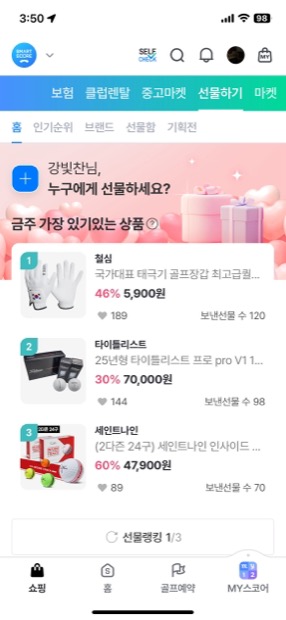 3:50
98
SMART SCORE
SELF CHECK
MY
보험 클럽렌탈 중고마켓 선물하기 마켓
홈 인기순위 브랜드 선물함 기획전
강빛찬님,
누구에게 선물하세요?
금주 가장 있기있는 상품
1
철심
국가대표 태극기 골프장갑 최고급월...
46% 5,900원
189
보낸선물 수 120
2
타이틀리스트
25년형 타이틀리스트 프로 pro V1 1...
30% 70,000원
144
보낸선물 수 98
3
2다즌 24구
세인트나인
(2다즌 24구) 세인트나인 인사이드 ...
60% 47,900원
89
보낸선물 수 70
선물랭킹 1/3
쇼핑
홈
골프예약
MY스코어